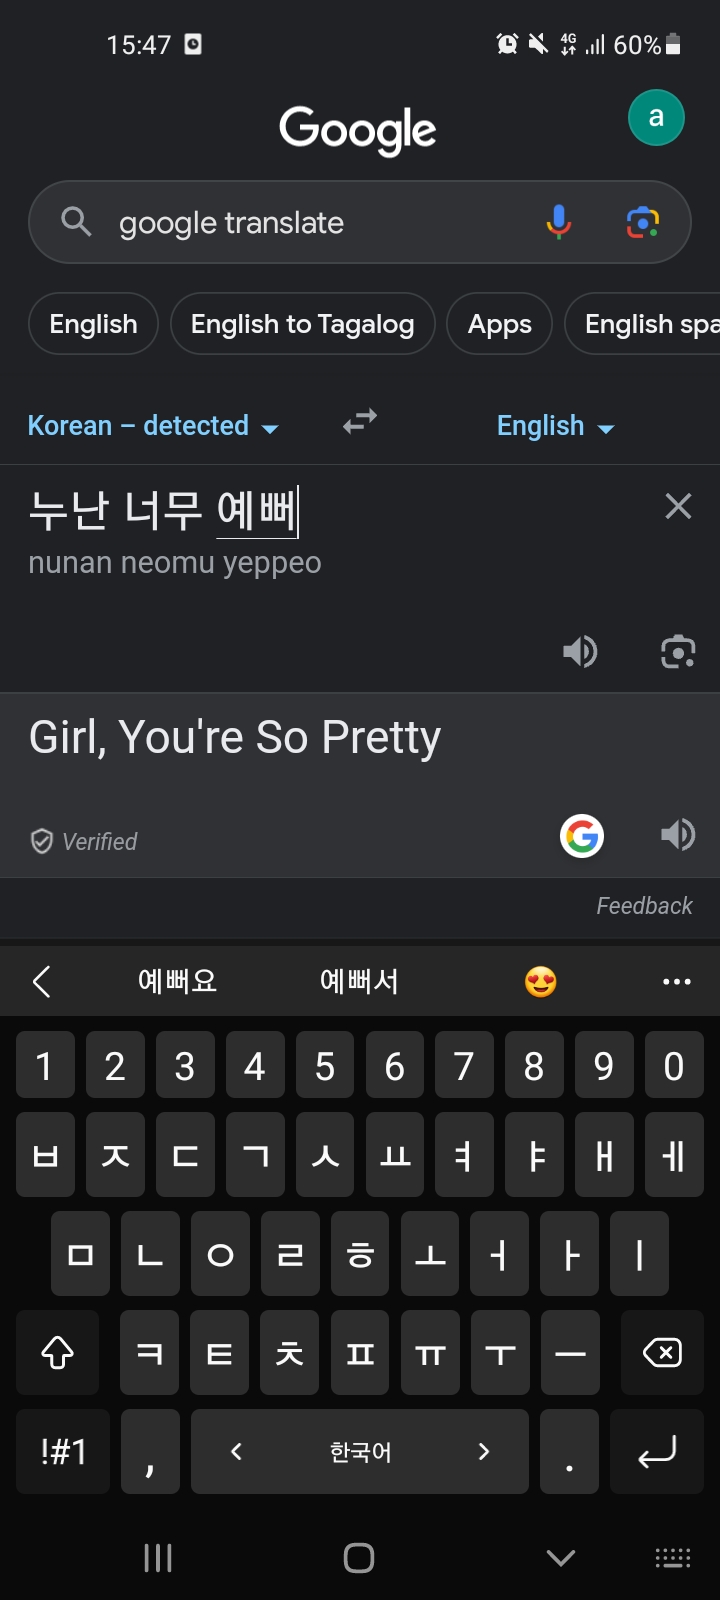 15:47
4G
60%
Google
a
google translate
English
English to Tagalog
Apps
English spa
Korean – detected
English
누난 너무 예뻐
nunan neomu yeppeo
Girl, You're So Pretty
Verified
Feedback
예뻐요 예뻐서 😍
1 2 3 4 5 6 7 8 9 0
ㅂ ㅈ ㄷ ㄱ ㅅ ㅛ ㅕ ㅑ ㅐ ㅔ
ㅁ ㄴ ㅇ ㄹ ㅎ ㅗ ㅓ ㅏ ㅣ
ㅋ ㅌ ㅊ ㅍ ㅠ ㅜ ㅡ
!#1 , 한국어 .